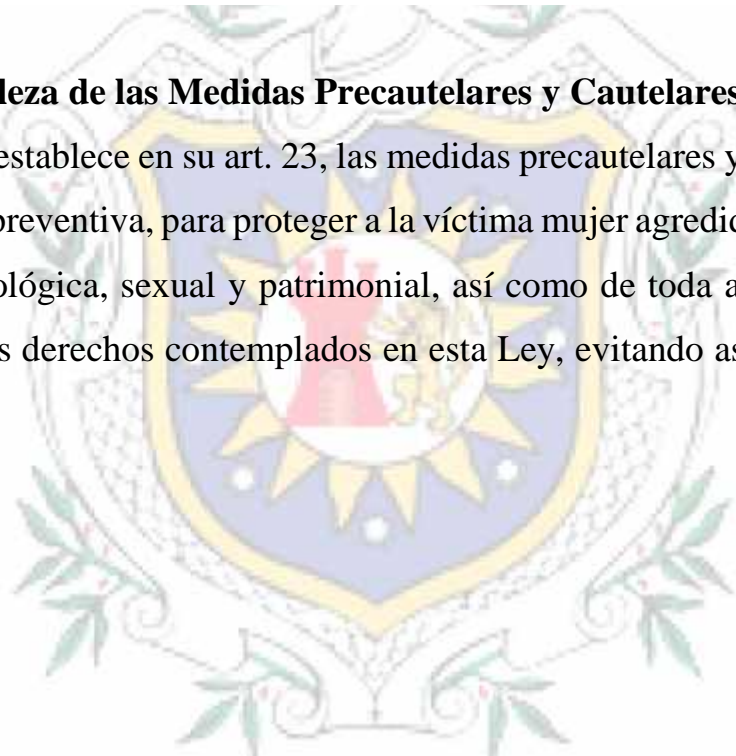 leza de las Medidas Precautelares y Cautelares
establece en su art. 23, las medidas precautelares y
preventiva, para proteger a la víctima mujer agredid
ológica, sexual y patrimonial, así como de toda a
s derechos contemplados en esta Ley, evitando as